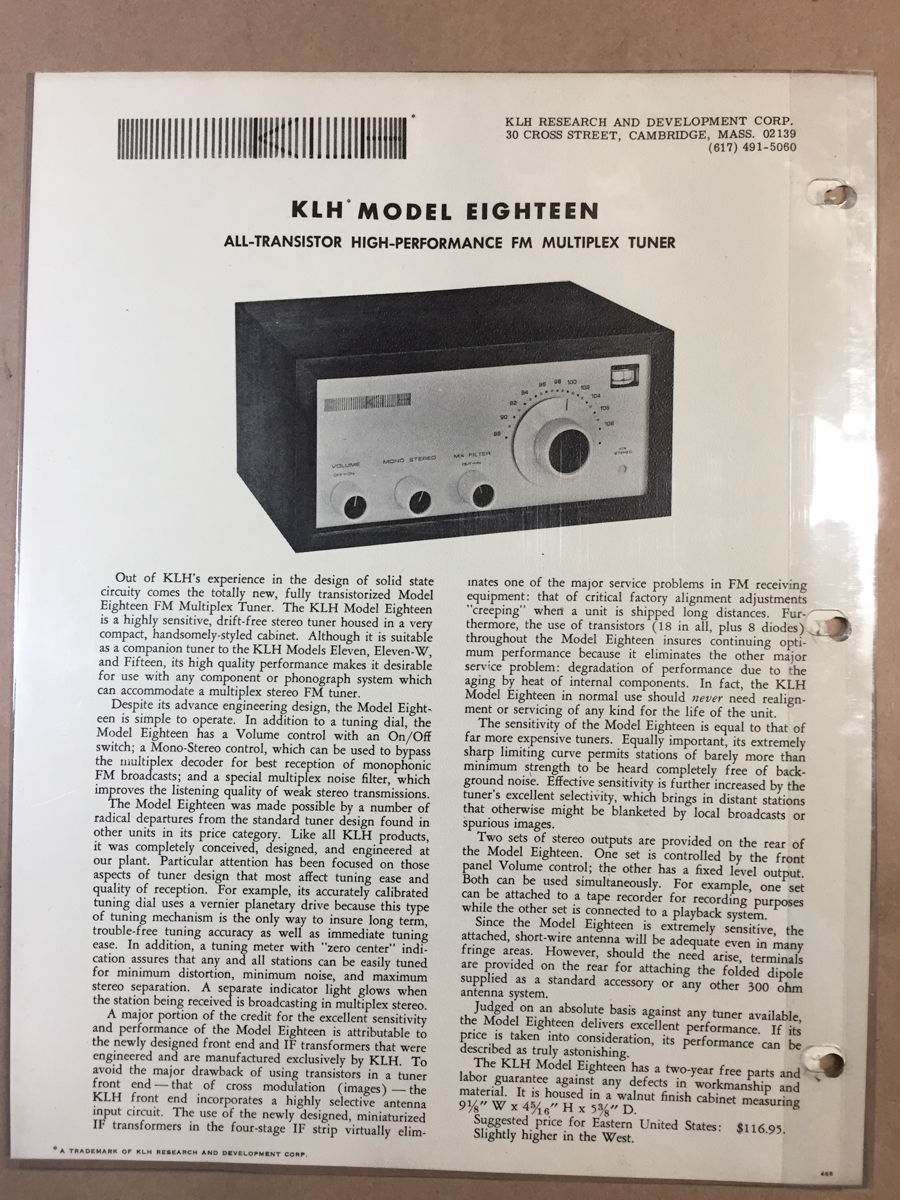 KLH*
KLH RESEARCH AND DEVELOPMENT CORP.
30 CROSS STREET, CAMBRIDGE, MASS. 02139
(617) 491-5060
KLH* MODEL EIGHTEEN
ALL-TRANSISTOR HIGH-PERFORMANCE FM MULTIPLEX TUNER
88 90 92 94 96 98 100 102 104 106 108
VOLUME
OFF•ON
MONO STEREO
MX FILTER
OUT•IN
STEREO
Out of KLH's experience in the design of solid state
circuity comes the totally new, fully transistorized Model
Eighteen FM Multiplex Tuner. The KLH Model Eighteen
is a highly sensitive, drift-free stereo tuner housed in a very
compact, handsomely-styled cabinet. Although it is suitable
as a companion tuner to the KLH Models Eleven, Eleven-W,
and Fifteen, its high quality performance makes it desirable
for use with any component or phonograph system which
can accommodate a multiplex stereo FM tuner.
Despite its advance engineering design, the Model Eight-
een is simple to operate. In addition to a tuning dial, the
Model Eighteen has a Volume control with an On/Off
switch; a Mono-Stereo control, which can be used to bypass
the multiplex decoder for best reception of monophonic
FM broadcasts; and a special multiplex noise filter, which
improves the listening quality of weak stereo transmissions.
The Model Eighteen was made possible by a number of
radical departures from the standard tuner design found in
other units in its price category. Like all KLH products,
it was completely conceived, designed, and engineered at
our plant. Particular attention has been focused on those
aspects of tuner design that most affect tuning ease and
quality of reception. For example, its accurately calibrated
tuning dial uses a vernier planetary drive because this type
of tuning mechanism is the only way to insure long term,
trouble-free tuning accuracy as well as immediate tuning
ease. In addition, a tuning meter with "zero center" indi-
cation assures that any and all stations can be easily tuned
for minimum distortion, minimum noise, and maximum
stereo separation. A separate indicator light glows when
the station being received is broadcasting in multiplex stereo.
A major portion of the credit for the excellent sensitivity
and performance of the Model Eighteen is attributable to
the newly designed front end and IF transformers that were
engineered and are manufactured exclusively by KLH. To
avoid the major drawback of using transistors in a tuner
front end — that of cross modulation (images) — the
KLH front end incorporates a highly selective antenna
input circuit. The use of the newly designed, miniaturized
IF transformers in the four-stage IF strip virtually elim-
inates one of the major service problems in FM receiving
equipment: that of critical factory alignment adjustments
"creeping" when a unit is shipped long distances. Fur-
thermore, the use of transistors (18 in all, plus 8 diodes)
throughout the Model Eighteen insures continuing opti-
mum performance because it eliminates the other major
service problem: degradation of performance due to the
aging by heat of internal components. In fact, the KLH
Model Eighteen in normal use should never need realign-
ment or servicing of any kind for the life of the unit.
The sensitivity of the Model Eighteen is equal to that of
far more expensive tuners. Equally important, its extremely
sharp limiting curve permits stations of barely more than
minimum strength to be heard completely free of back-
ground noise. Effective sensitivity is further increased by the
tuner's excellent selectivity, which brings in distant stations
that otherwise might be blanketed by local broadcasts or
spurious images.
Two sets of stereo outputs are provided on the rear of
the Model Eighteen. One set is controlled by the front
panel Volume control; the other has a fixed level output.
Both can be used simultaneously. For example, one set
can be attached to a tape recorder for recording purposes
while the other set is connected to a playback system.
Since the Model Eighteen is extremely sensitive, the
attached, short-wire antenna will be adequate even in many
fringe areas. However, should the need arise, terminals
are provided on the rear for attaching the folded dipole
supplied as a standard accessory or any other 300 ohm
antenna system.
Judged on an absolute basis against any tuner available,
the Model Eighteen delivers excellent performance. If its
price is taken into consideration, its performance can be
described as truly astonishing.
The KLH Model Eighteen has a two-year free parts and
labor guarantee against any defects in workmanship and
material. It is housed in a walnut finish cabinet measuring
9⅛" W x 4⁵⁄₁₆" H x 5⅜" D.
Suggested price for Eastern United States: $116.95.
Slightly higher in the West.
* A TRADEMARK OF KLH RESEARCH AND DEVELOPMENT CORP.